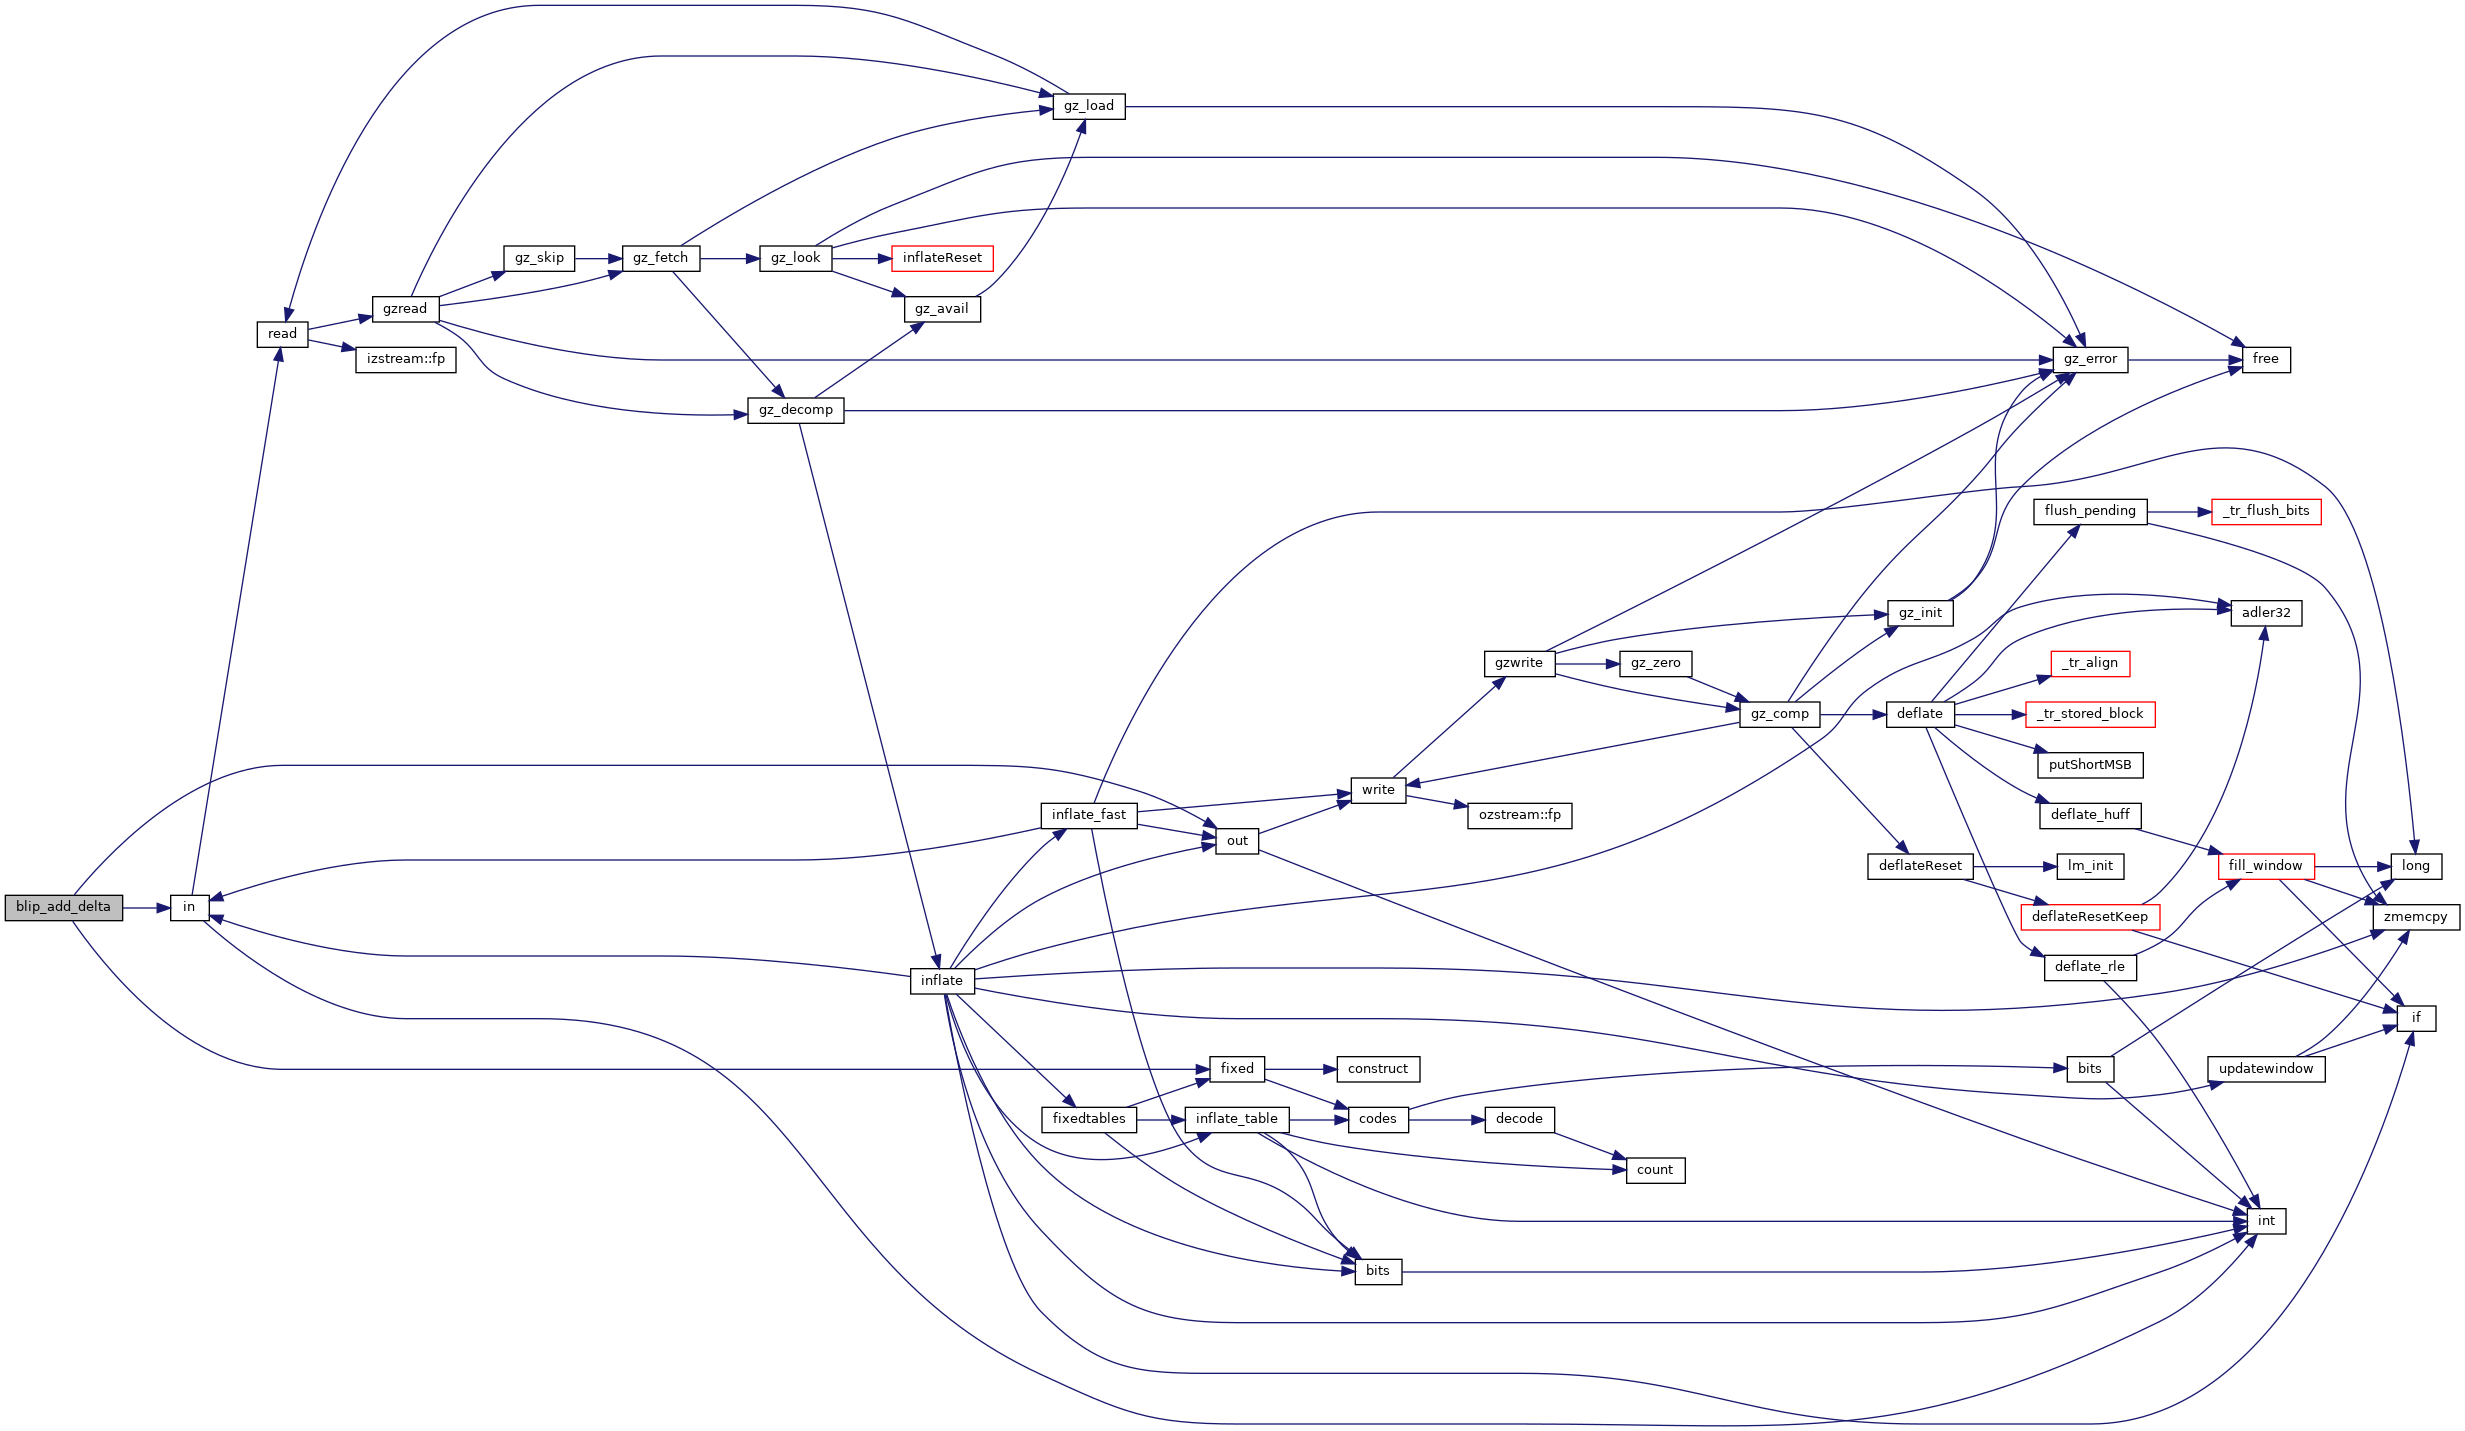 gz_load
gz_skip
gz_fetch
gz_look
inflateReset
gzread
gz_avail
read
izstream::fp
gz_error
free
gz_decomp
flush_pending
_tr_flush_bits
gz_init
adler32
gzwrite
gz_zero
_tr_align
gz_comp
deflate
_tr_stored_block
putShortMSB
write
inflate_fast
ozstream::fp
deflate_huff
out
deflateReset
lm_init
fill_window
long
blip_add_delta
in
deflateResetKeep
zmemcpy
deflate_rle
inflate
if
fixed
construct
bits
updatewindow
fixedtables
inflate_table
codes
decode
count
int
bits